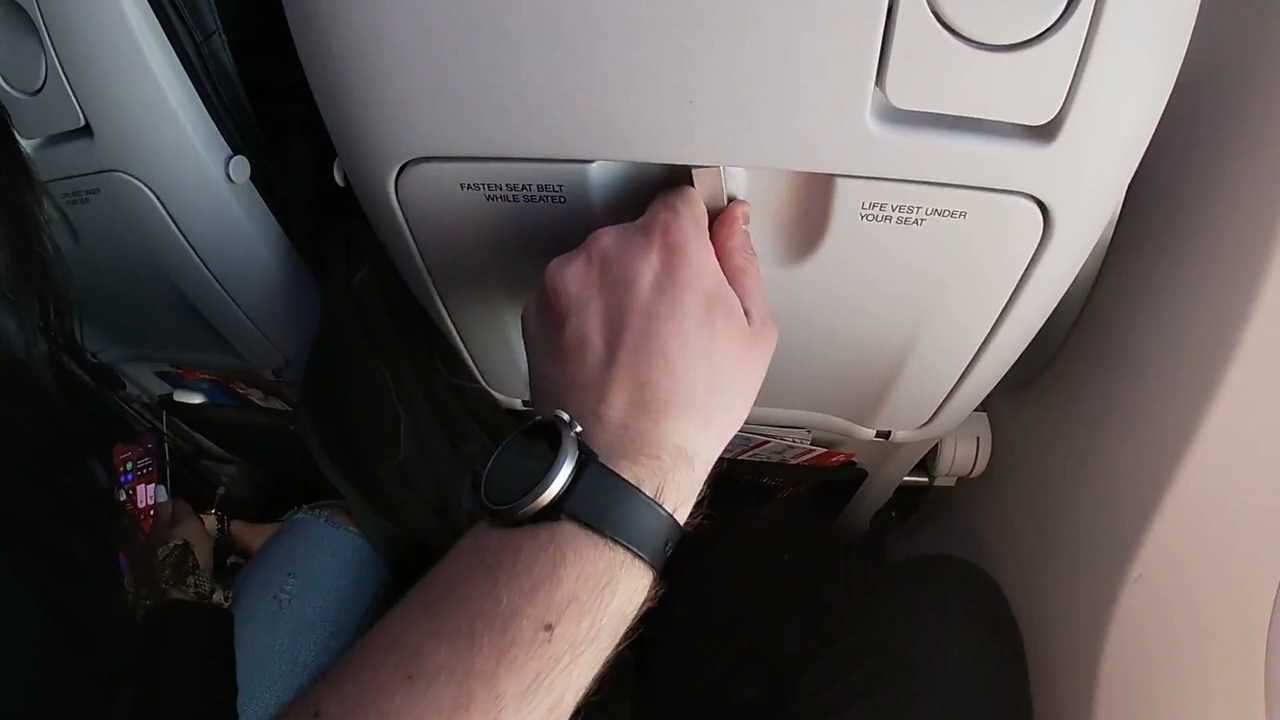 FASTEN SEAT BELT
WHILE SEATED
LIFE VEST UNDER
YOUR SEAT